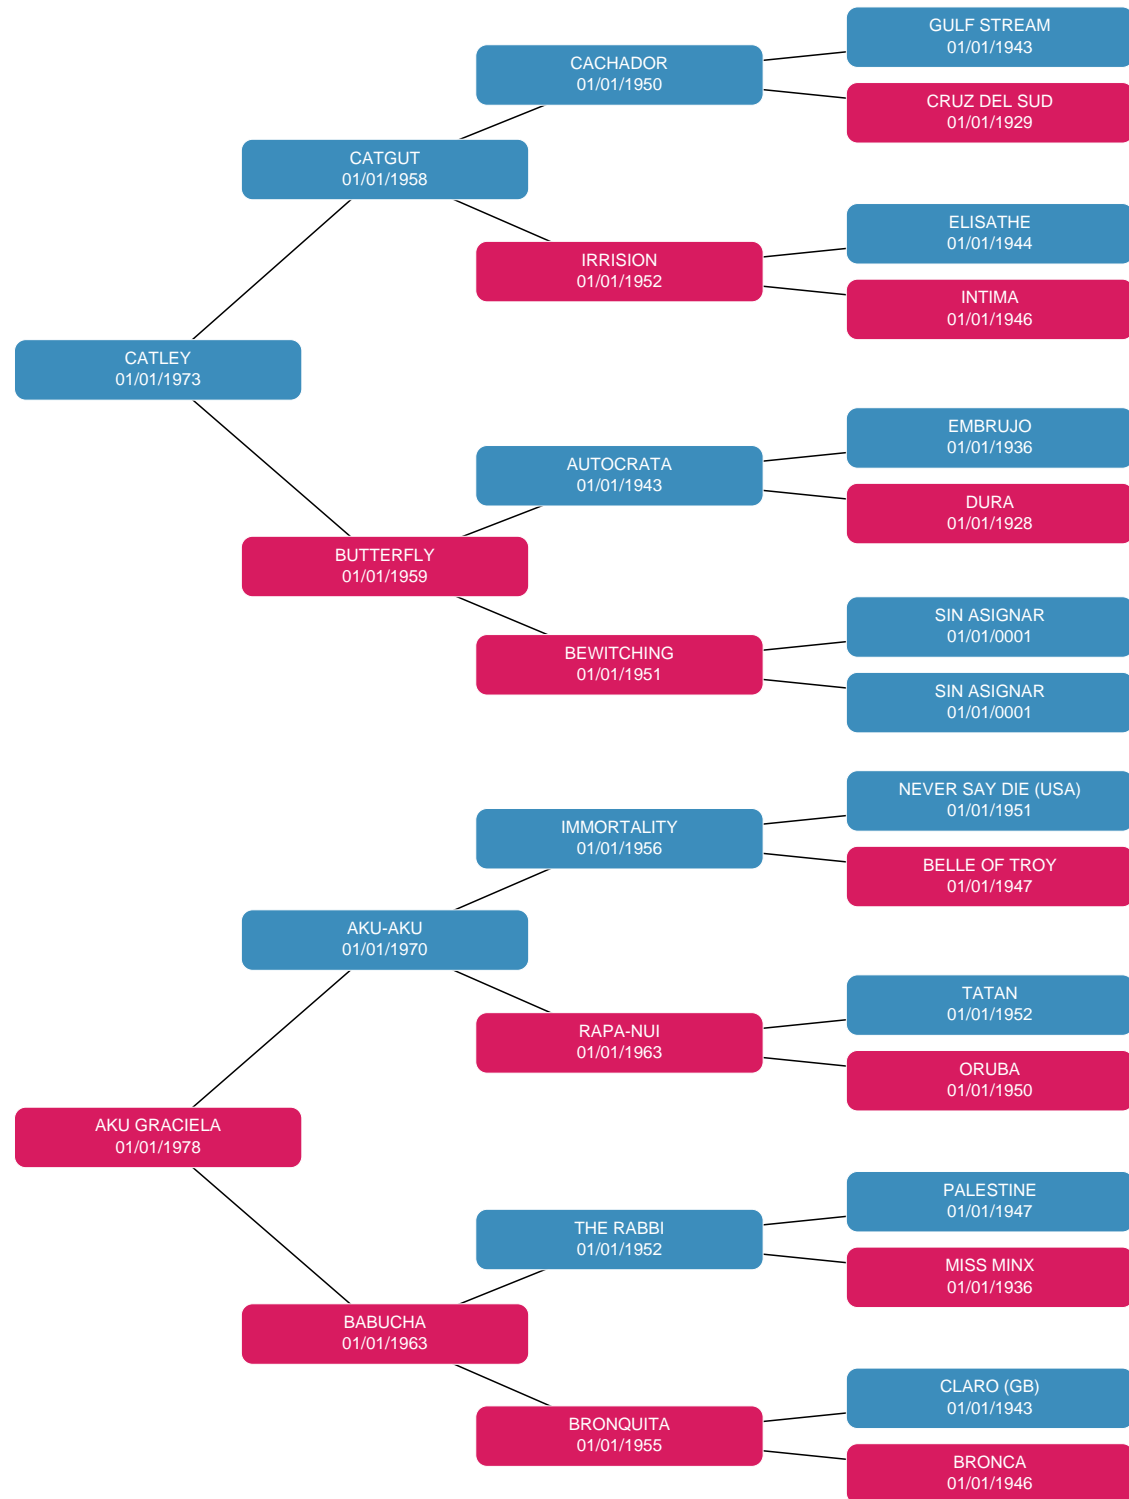 GULF STREAM
01/01/1943
CACHADOR
01/01/1950
CRUZ DEL SUD
01/01/1929
CATGUT
01/01/1958
ELISATHE
01/01/1944
IRRISION
01/01/1952
INTIMA
01/01/1946
CATLEY
01/01/1973
EMBRUJO
01/01/1936
AUTOCRATA
01/01/1943
DURA
01/01/1928
BUTTERFLY
01/01/1959
SIN ASIGNAR
01/01/0001
BEWITCHING
01/01/1951
SIN ASIGNAR
01/01/0001
NEVER SAY DIE (USA)
01/01/1951
IMMORTALITY
01/01/1956
BELLE OF TROY
01/01/1947
AKU-AKU
01/01/1970
TATAN
01/01/1952
RAPA-NUI
01/01/1963
ORUBA
01/01/1950
AKU GRACIELA
01/01/1978
PALESTINE
01/01/1947
THE RABBI
01/01/1952
MISS MINX
01/01/1936
BABUCHA
01/01/1963
CLARO (GB)
01/01/1943
BRONQUITA
01/01/1955
BRONCA
01/01/1946